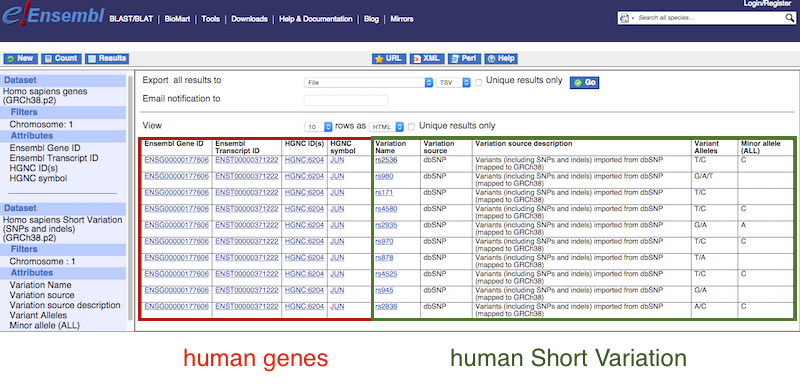 Login/Register
e!Ensembl BLAST/BLAT BioMart Tools Downloads Help & Documentation Blog Mirrors Search all species...
New Count Results URL XML Perl Help
Dataset
Homo sapiens genes
(GRCh38.p2)
Filters
Chromosome: 1
Attributes
Ensembl Gene ID
Ensembl Transcript ID
HGNC ID(s)
HGNC symbol
Dataset
Homo sapiens Short Variation
(SNPs and indels)
(GRCh38.p2)
Filters
Chromosome : 1
Attributes
Variation Name
Variation source
Variation source description
Variant Alleles
Minor allele (ALL)
Export all results to File TSV Unique results only Go
Email notification to
View 10 rows as HTML Unique results only
Ensembl Gene ID Ensembl Transcript ID HGNC ID(s) HGNC symbol Variation Name Variation source Variation source description Variant Alleles Minor allele (ALL)
ENSG00000177606 ENST00000371222 HGNC:6204 JUN rs2536 dbSNP Variants (including SNPs and indels) imported from dbSNP T/C C
(mapped to GRCh38)
ENSG00000177606 ENST00000371222 HGNC:6204 JUN rs980 dbSNP Variants (including SNPs and indels) imported from dbSNP G/A/T
(mapped to GRCh38)
ENSG00000177606 ENST00000371222 HGNC:6204 JUN rs171 dbSNP Variants (including SNPs and indels) imported from dbSNP T/C
(mapped to GRCh38)
ENSG00000177606 ENST00000371222 HGNC:6204 JUN rs4580 dbSNP Variants (including SNPs and indels) imported from dbSNP T/C C
(mapped to GRCh38)
ENSG00000177606 ENST00000371222 HGNC:6204 JUN rs2935 dbSNP Variants (including SNPs and indels) imported from dbSNP G/A A
(mapped to GRCh38)
ENSG00000177606 ENST00000371222 HGNC:6204 JUN rs970 dbSNP Variants (including SNPs and indels) imported from dbSNP T/C C
(mapped to GRCh38)
ENSG00000177606 ENST00000371222 HGNC:6204 JUN rs878 dbSNP Variants (including SNPs and indels) imported from dbSNP T/A
(mapped to GRCh38)
ENSG00000177606 ENST00000371222 HGNC:6204 JUN rs4525 dbSNP Variants (including SNPs and indels) imported from dbSNP T/C C
(mapped to GRCh38)
ENSG00000177606 ENST00000371222 HGNC:6204 JUN rs945 dbSNP Variants (including SNPs and indels) imported from dbSNP G/A
(mapped to GRCh38)
ENSG00000177606 ENST00000371222 HGNC:6204 JUN rs2836 dbSNP Variants (including SNPs and indels) imported from dbSNP A/C C
(mapped to GRCh38)
human genes human Short Variation